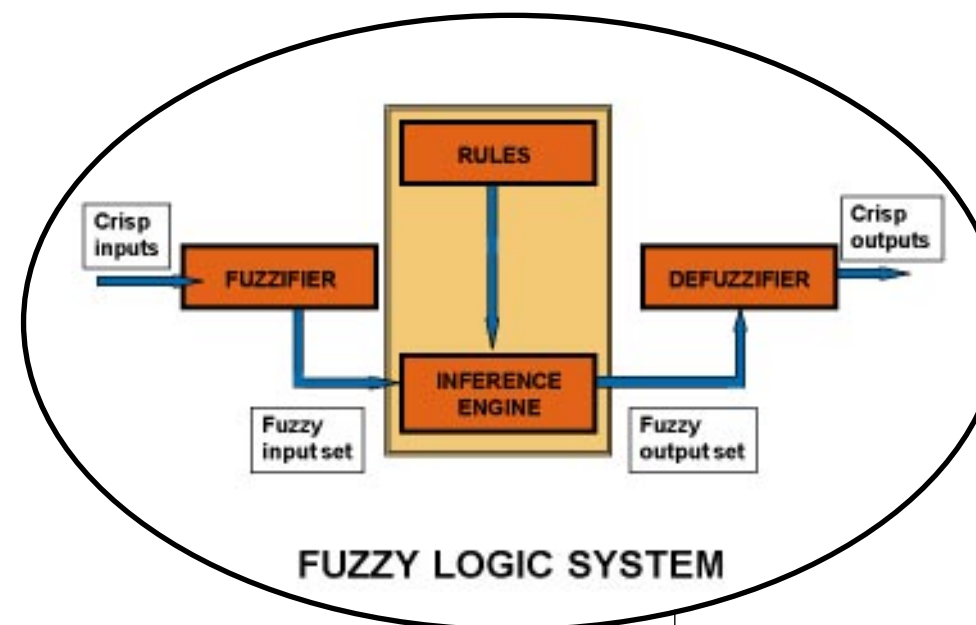 RULES
Crisp
inputs
Crisp
outputs
FUZZIFIER
DEFUZZIFIER
INFERENCE
ENGINE
Fuzzy
input set
Fuzzy
output set
FUZZY LOGIC SYSTEM